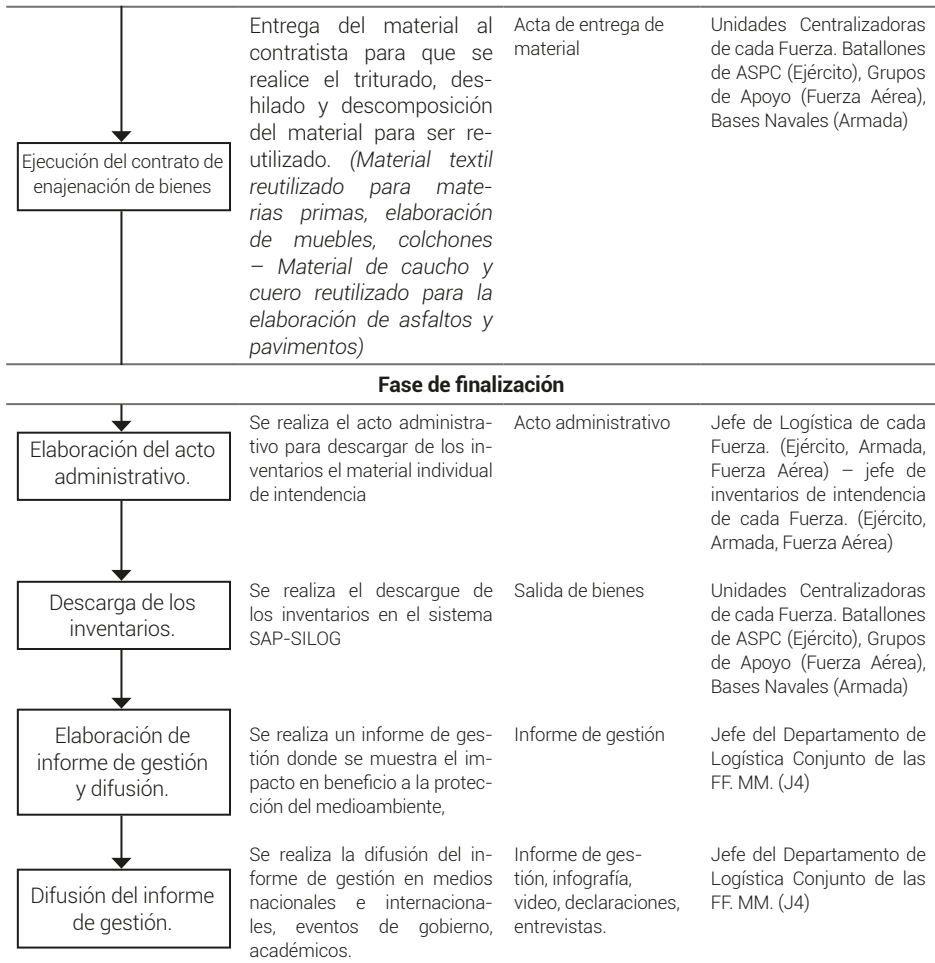 Ejecución del contrato de
enajenación de bienes
Entrega del material al
contratista para que se
realice el triturado, des-
hilado y descomposición
del material para ser re-
utilizado. (Material textil
reutilizado para mate-
rias primas, elaboración
de muebles, colchones
– Material de caucho y
cuero reutilizado para la
elaboración de asfaltos y
pavimentos)
Acta de entrega de
material
Unidades Centralizadoras
de cada Fuerza. Batallones
de ASPC (Ejército), Grupos
de Apoyo (Fuerza Aérea),
Bases Navales (Armada)
Fase de finalización
Elaboración del acto
administrativo.
Se realiza el acto administra-
tivo para descargar de los in-
ventarios el material individual
de intendencia
Acto administrativo
Jefe de Logística de cada
Fuerza. (Ejército, Armada,
Fuerza Aérea) – jefe de
inventarios de intendencia
de cada Fuerza. (Ejército,
Armada, Fuerza Aérea)
Descarga de los
inventarios.
Se realiza el descargue de
los inventarios en el sistema
SAP-SILOG
Salida de bienes
Unidades Centralizadoras
de cada Fuerza. Batallones
de ASPC (Ejército), Grupos
de Apoyo (Fuerza Aérea),
Bases Navales (Armada)
Elaboración de
informe de gestión
y difusión.
Se realiza un informe de ges-
tión donde se muestra el im-
pacto en beneficio a la protec-
ción del medioambiente,
Informe de gestión
Jefe del Departamento de
Logística Conjunto de las
FF. MM. (J4)
Difusión del informe
de gestión.
Se realiza la difusión del in-
forme de gestión en medios
nacionales e internaciona-
les, eventos de gobierno,
académicos.
Informe de ges-
tión, infografía,
video, declaraciones,
entrevistas.
Jefe del Departamento de
Logística Conjunto de las
FF. MM. (J4)